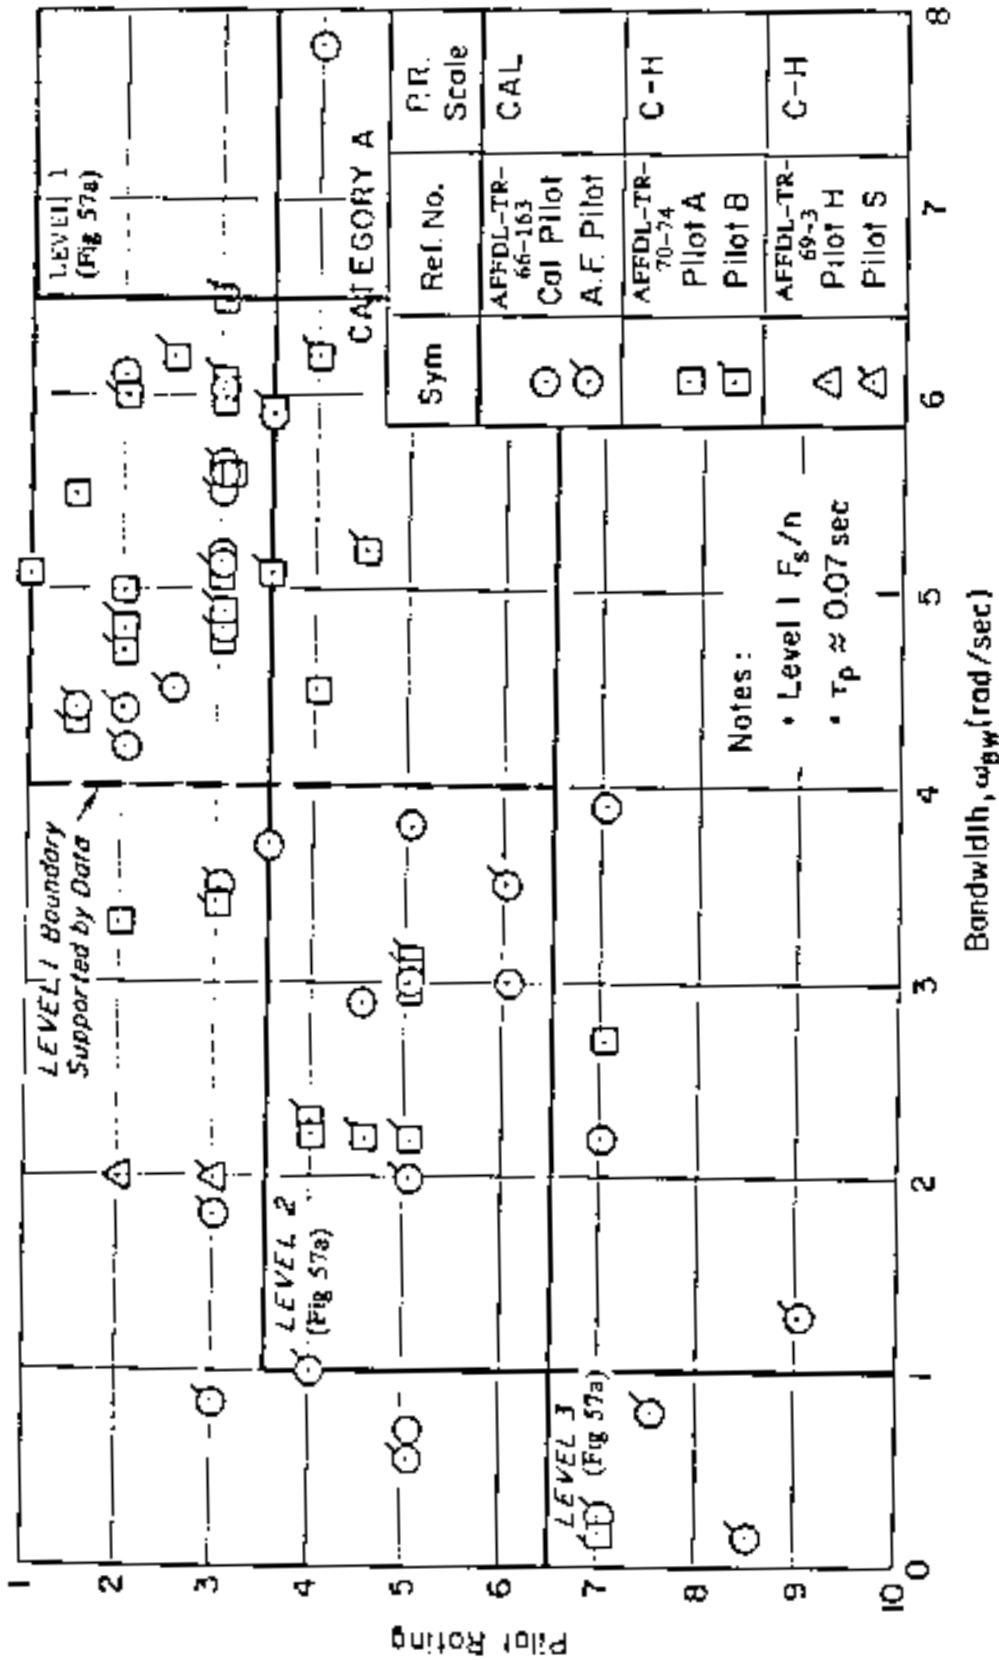 Pilot Rating
1
2
3
4
5
6
7
8
9
10
0
1
2
3
4
5
6
7
8
Bandwidth, ωBW (rad/sec)
LEVEL 1
(Fig 57a)
LEVEL 1 Boundary
Supported by Data
LEVEL 2
(Fig 57a)
LEVEL 3
(Fig 57a)
CATEGORY A
Sym
Ref. No.
P.R.
Scale
AFFDL-TR-
66-163
Cal Pilot
A.F. Pilot
CAL
AFFDL-TR-
70-74
Pilot A
Pilot B
C-H
AFFDL-TR-
69-3
Pilot H
Pilot S
C-H
Notes:
• Level 1 Fs/n
• τp ≈ 0.07 sec